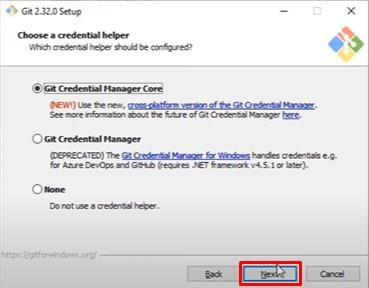 Git 2.32.0 Setup
Choose a credential helper
Which credential helper should be configured?
Git Credential Manager Core
(NEW!) Use the new, cross-platform version of the Git Credential Manager.
See more information about the future of Git Credential Manager here.
Git Credential Manager
(DEPRECATED) The Git Credential Manager for Windows handles credentials e.g.
for Azure DevOps and GitHub (requires .NET framework v4.5.1 or later).
None
Do not use a credential helper.
https://gitforwindows.org/
Back
Next
Cancel